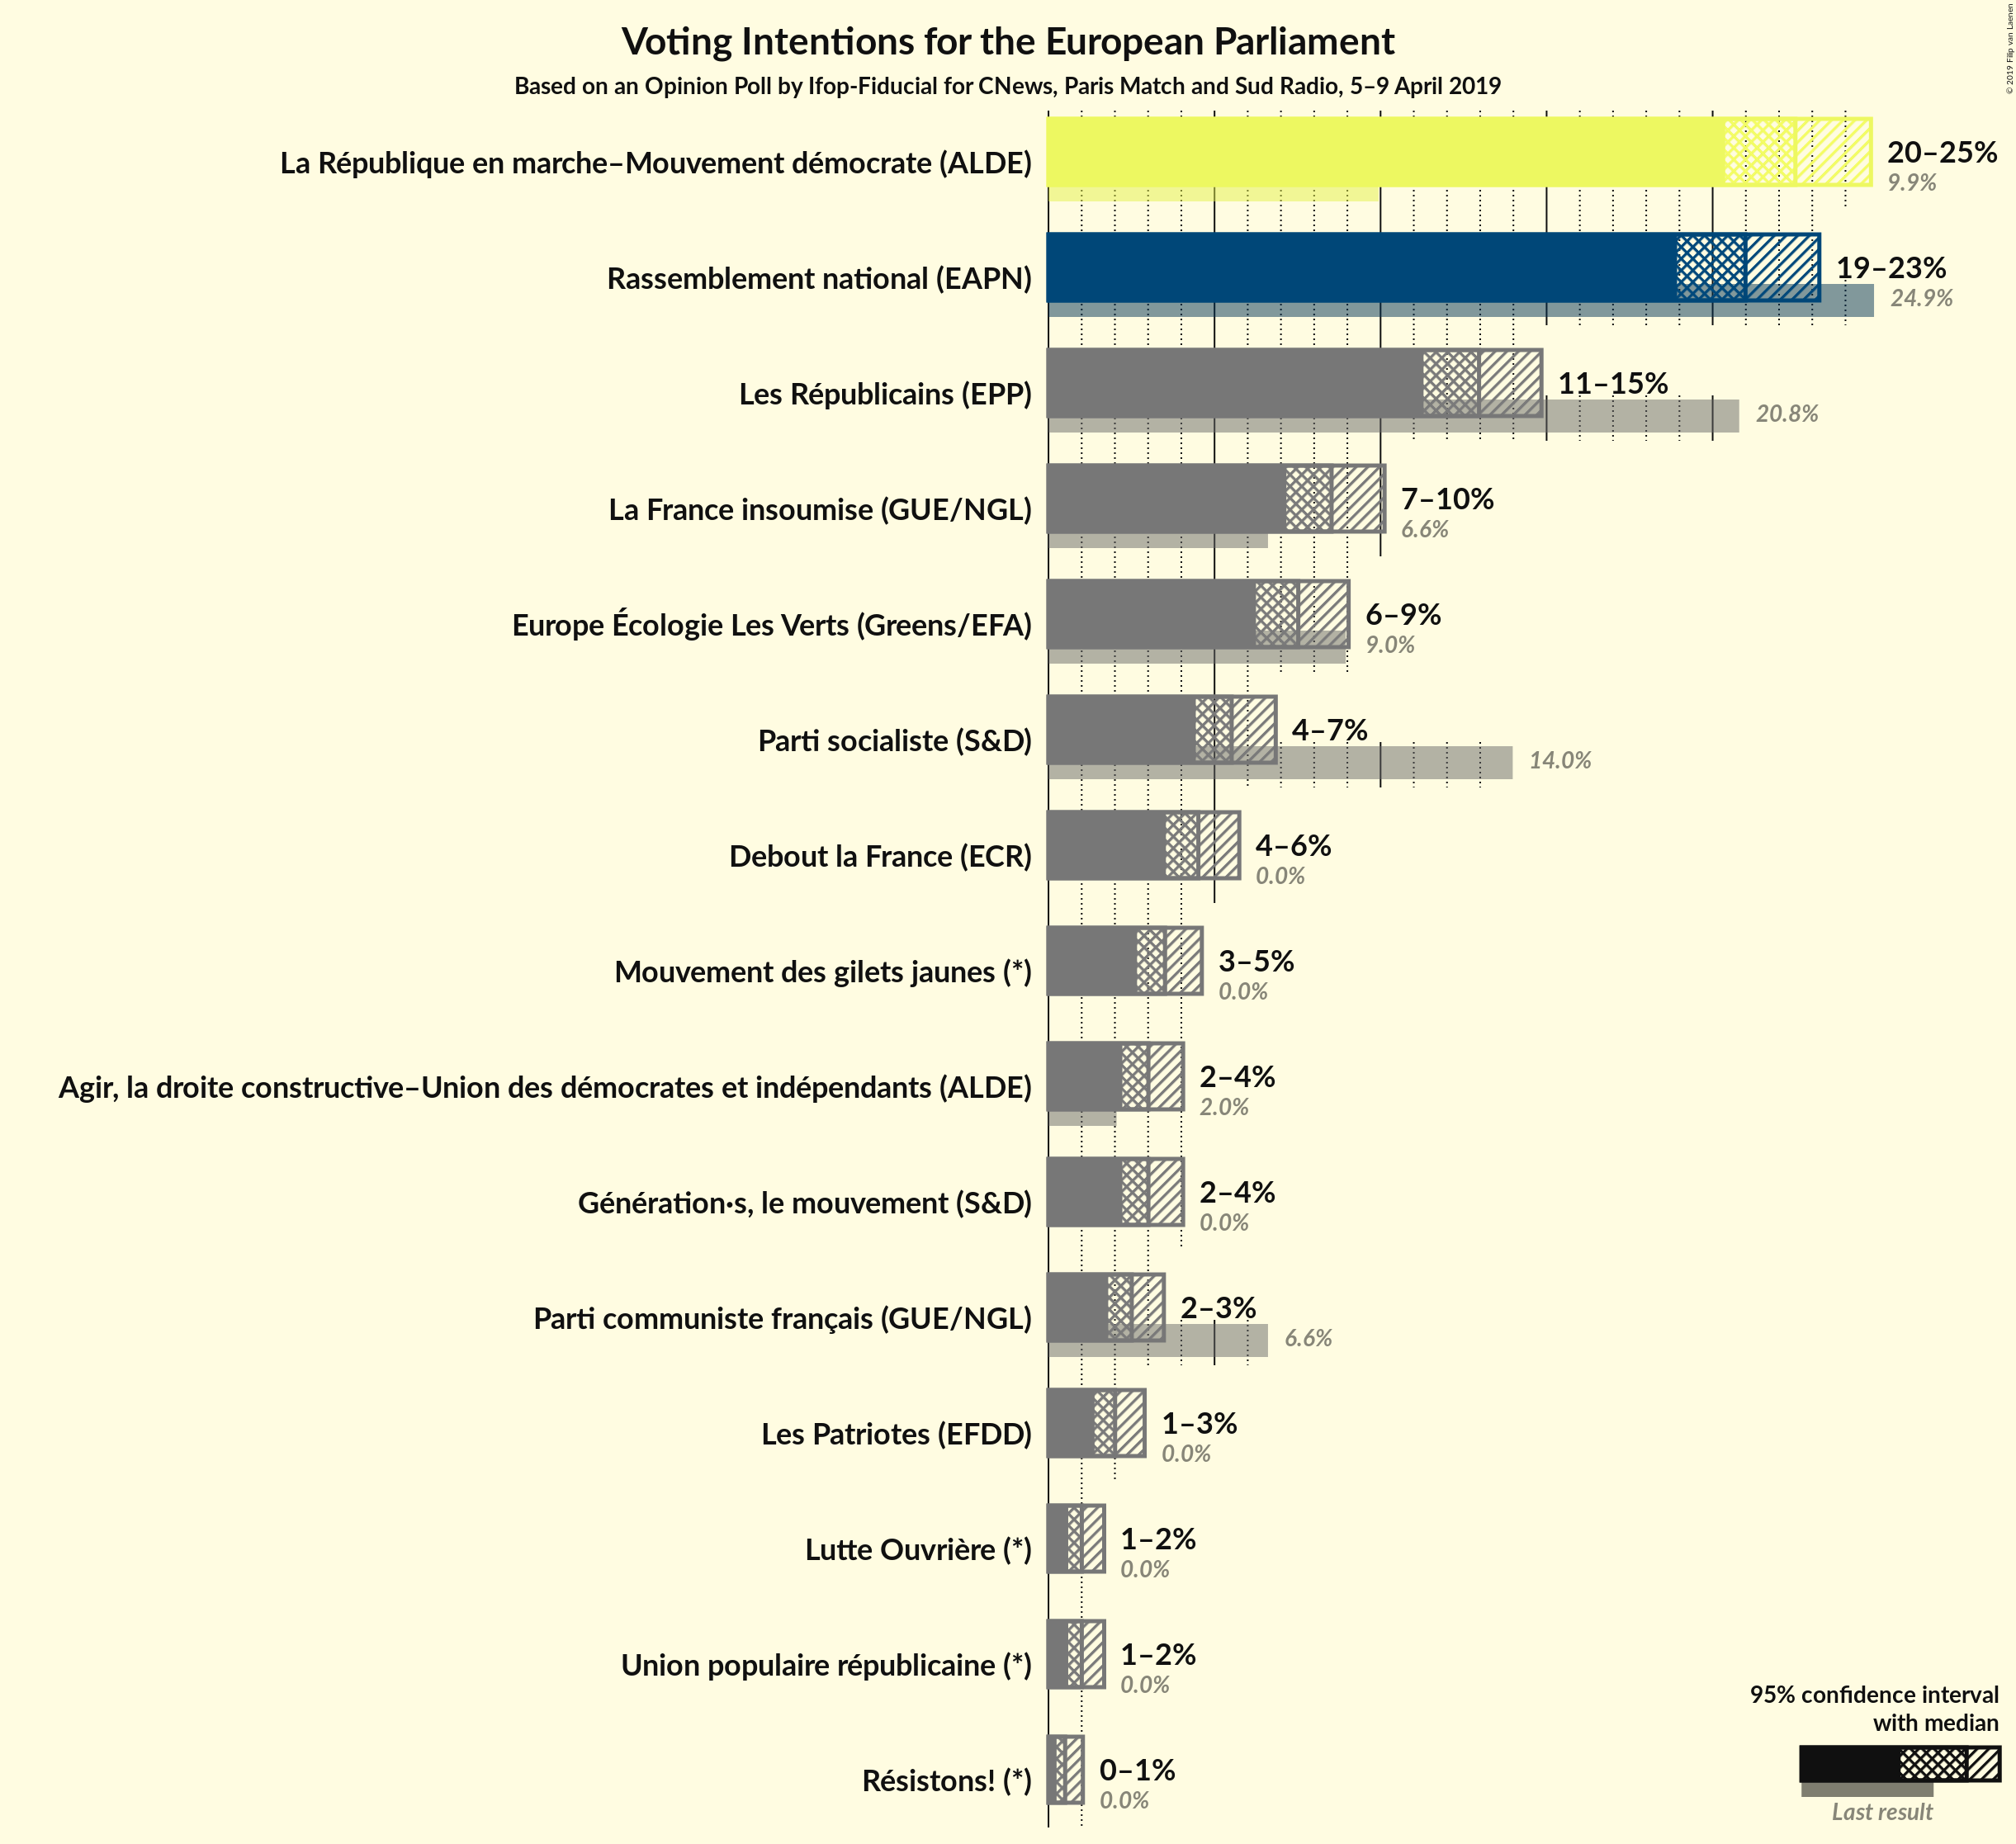 Voting Intentions for the European Parliament
Based on an Opinion Poll by Ifop-Fiducial for CNews, Paris Match and Sud Radio, 5–9 April 2019
© 2019 Filip van Laenen
La République en marche–Mouvement démocrate (ALDE)
20–25%
9.9%
Rassemblement national (EAPN)
19–23%
24.9%
Les Républicains (EPP)
11–15%
20.8%
La France insoumise (GUE/NGL)
7–10%
6.6%
Europe Écologie Les Verts (Greens/EFA)
6–9%
9.0%
Parti socialiste (S&D)
4–7%
14.0%
Debout la France (ECR)
4–6%
0.0%
Mouvement des gilets jaunes (*)
3–5%
0.0%
Agir, la droite constructive–Union des démocrates et indépendants (ALDE)
2–4%
2.0%
Génération·s, le mouvement (S&D)
2–4%
0.0%
Parti communiste français (GUE/NGL)
2–3%
6.6%
Les Patriotes (EFDD)
1–3%
0.0%
Lutte Ouvrière (*)
1–2%
0.0%
Union populaire républicaine (*)
1–2%
0.0%
Résistons! (*)
0–1%
0.0%
95% confidence interval
with median
Last result